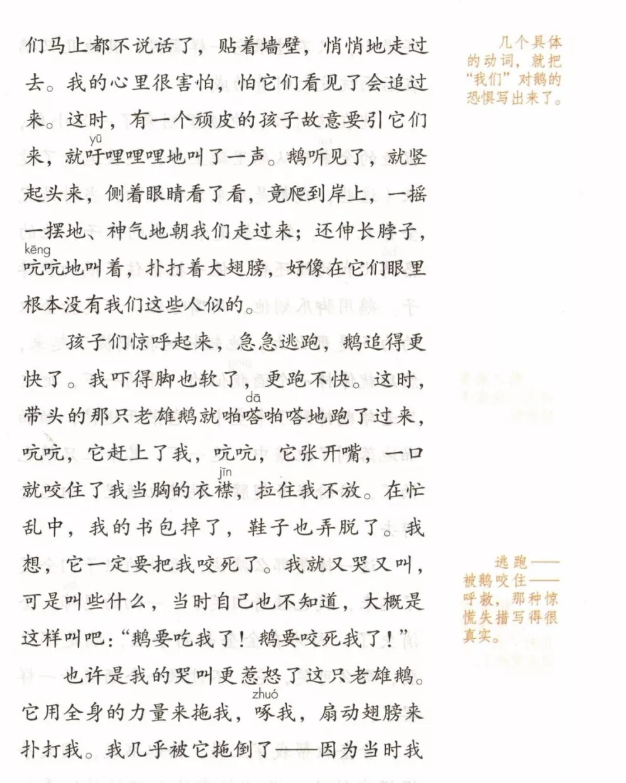 们马上都不说话了，贴着墙壁，悄悄地走过
去。我的心里很害怕，怕它们看见了会追过
来。这时，有一个顽皮的孩子故意要引它们
yū
来，就吁哩哩哩地叫了一声。鹅听见了，就竖
起头来，侧着眼睛看了看，竟爬到岸上，一摇
一摆地、神气地朝我们走过来；还伸长脖子，
kēng
吭吭地叫着，扑打着大翅膀，好像在它们眼里
根本没有我们这些人似的。
孩子们惊呼起来，急急逃跑，鹅追得更
快了。我吓得脚也软了，更跑不快。这时，
dā
带头的那只老雄鹅就啪嗒啪嗒地跑了过来，
吭吭，它赶上了我，吭吭，它张开嘴，一口
jīn
就咬住了我当胸的衣襟，拉住我不放。在忙
乱中，我的书包掉了，鞋子也弄脱了。我
想，它一定要把我咬死了。我就又哭又叫，
可是叫些什么，当时自己也不知道，大概是
这样叫吧：“鹅要吃我了！鹅要咬死我了！”
也许是我的哭叫更惹怒了这只老雄鹅。
zhuó
它用全身的力量来拖我，啄我，扇动翅膀来
扑打我。我几乎被它拖倒了——因为当时我
几个具体
的动词，就把
“我们”对鹅的
恐惧写出来了。
逃跑——
被鹅咬住——
呼救，那种惊
慌失措写得很
真实。